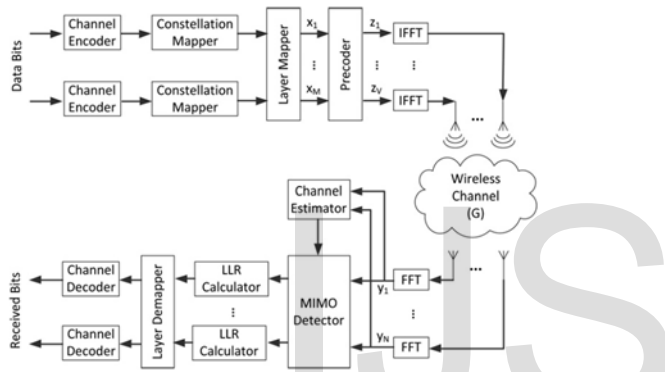 Data Bits
Channel Encoder
Constellation Mapper
Channel Encoder
Constellation Mapper
Layer Mapper
x1
⋮
xM
Precoder
z1
⋮
zV
IFFT
⋮
IFFT
...
Wireless Channel (G)
...
Channel Estimator
FFT
⋮
FFT
y1
yN
MIMO Detector
LLR Calculator
⋮
LLR Calculator
Layer Demapper
Channel Decoder
Channel Decoder
Received Bits
IJS